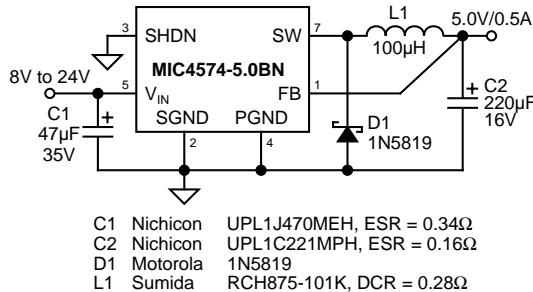 L1
5.0V/0.5A
3 SHDN SW 7
100µH
MIC4574-5.0BN
8V to 24V
5 VIN FB 1
C1
47µF
35V
SGND PGND
2 4
D1
1N5819
C2
220µF
16V
C1 Nichicon UPL1J470MEH, ESR = 0.34Ω
C2 Nichicon UPL1C221MPH, ESR = 0.16Ω
D1 Motorola 1N5819
L1 Sumida RCH875-101K, DCR = 0.28Ω